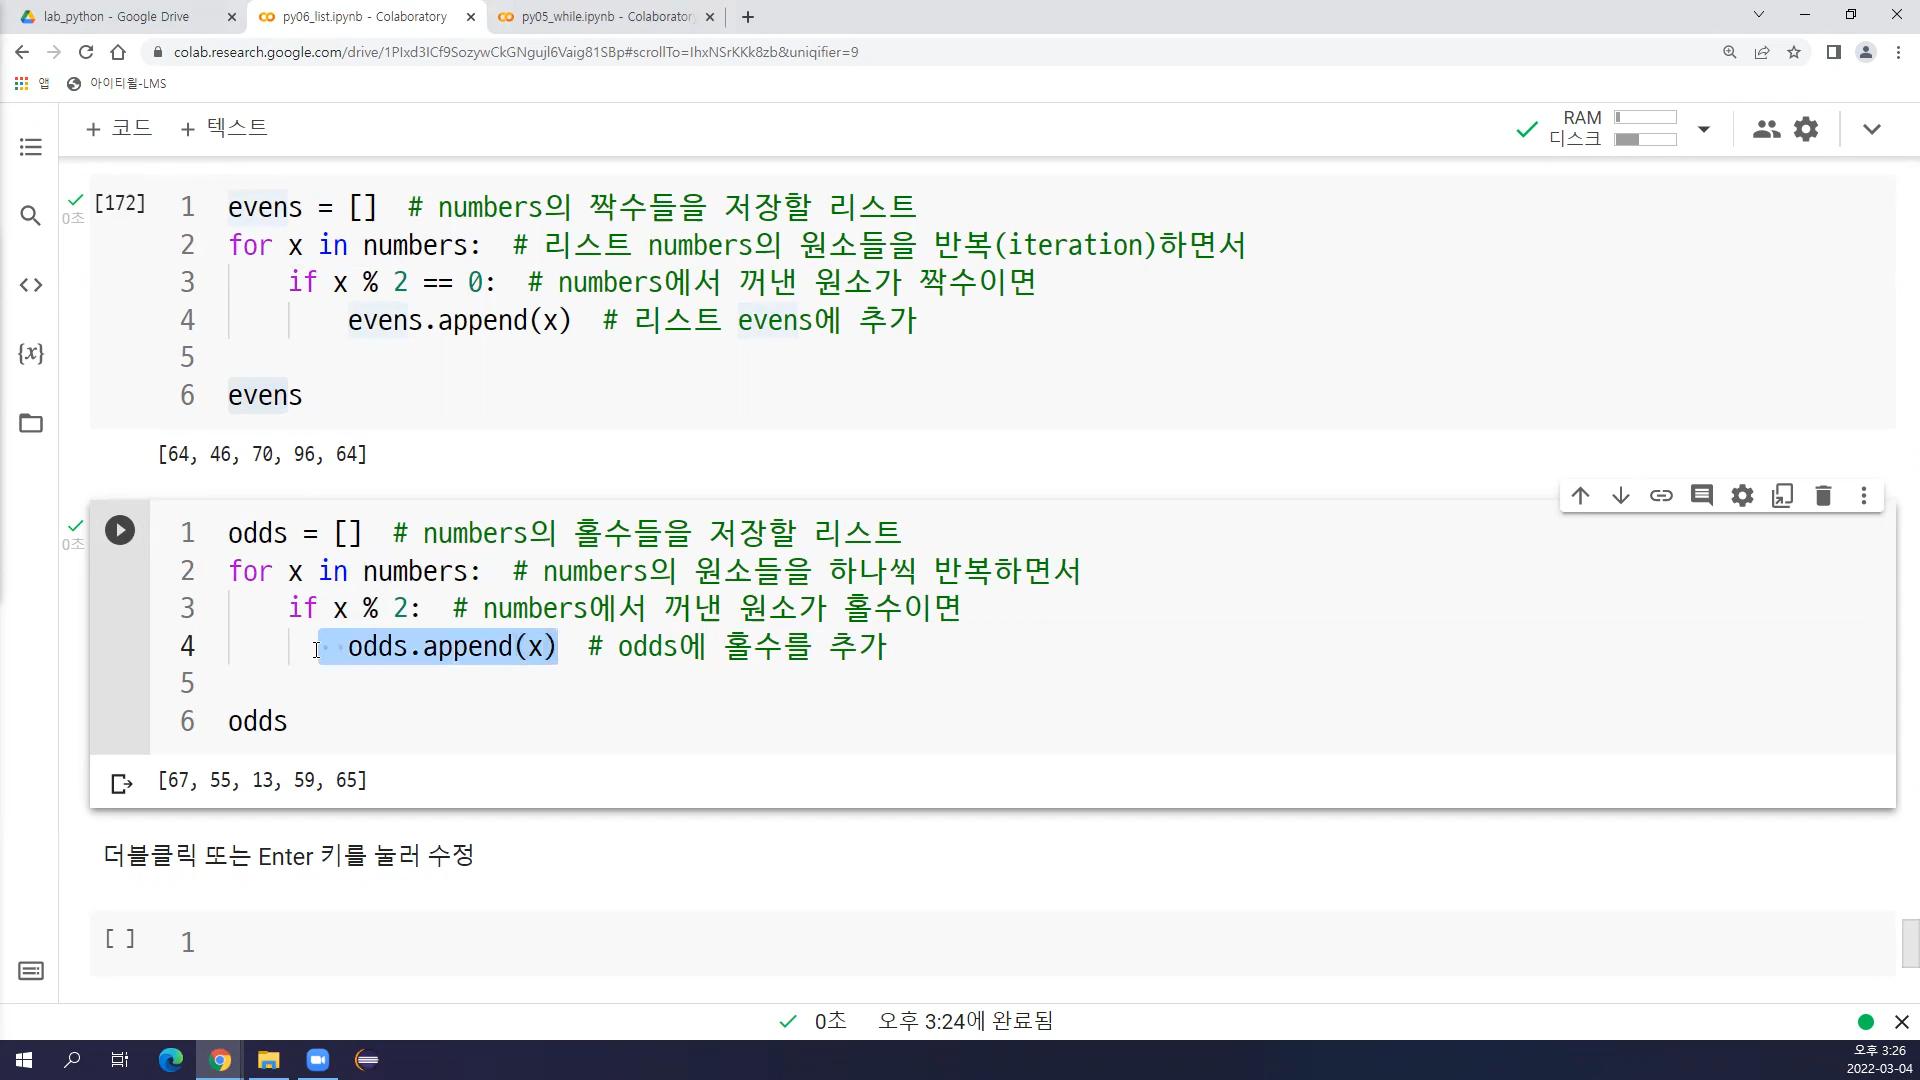 lab_python - Google Drive
py06_list.ipynb - Colaboratory
py05_while.ipynb - Colaborator
colab.research.google.com/drive/1PIxd3ICf9SozywCkGNgujl6Vaig81SBp#scrollTo=IhxNSrKKk8zb&uniqifier=9
앱
아이티윌-LMS
+ 코드
+ 텍스트
RAM
디스크
0초
[172]
1 evens = [] # numbers의 짝수들을 저장할 리스트
2 for x in numbers: # 리스트 numbers의 원소들을 반복(iteration)하면서
3 if x % 2 == 0: # numbers에서 꺼낸 원소가 짝수이면
4 evens.append(x) # 리스트 evens에 추가
5
6 evens
[64, 46, 70, 96, 64]
0초
1 odds = [] # numbers의 홀수들을 저장할 리스트
2 for x in numbers: # numbers의 원소들을 하나씩 반복하면서
3 if x % 2: # numbers에서 꺼낸 원소가 홀수이면
4 odds.append(x) # odds에 홀수를 추가
5
6 odds
[67, 55, 13, 59, 65]
더블클릭 또는 Enter 키를 눌러 수정
[ ] 1
0초 오후 3:24에 완료됨
오후 3:26
2022-03-04